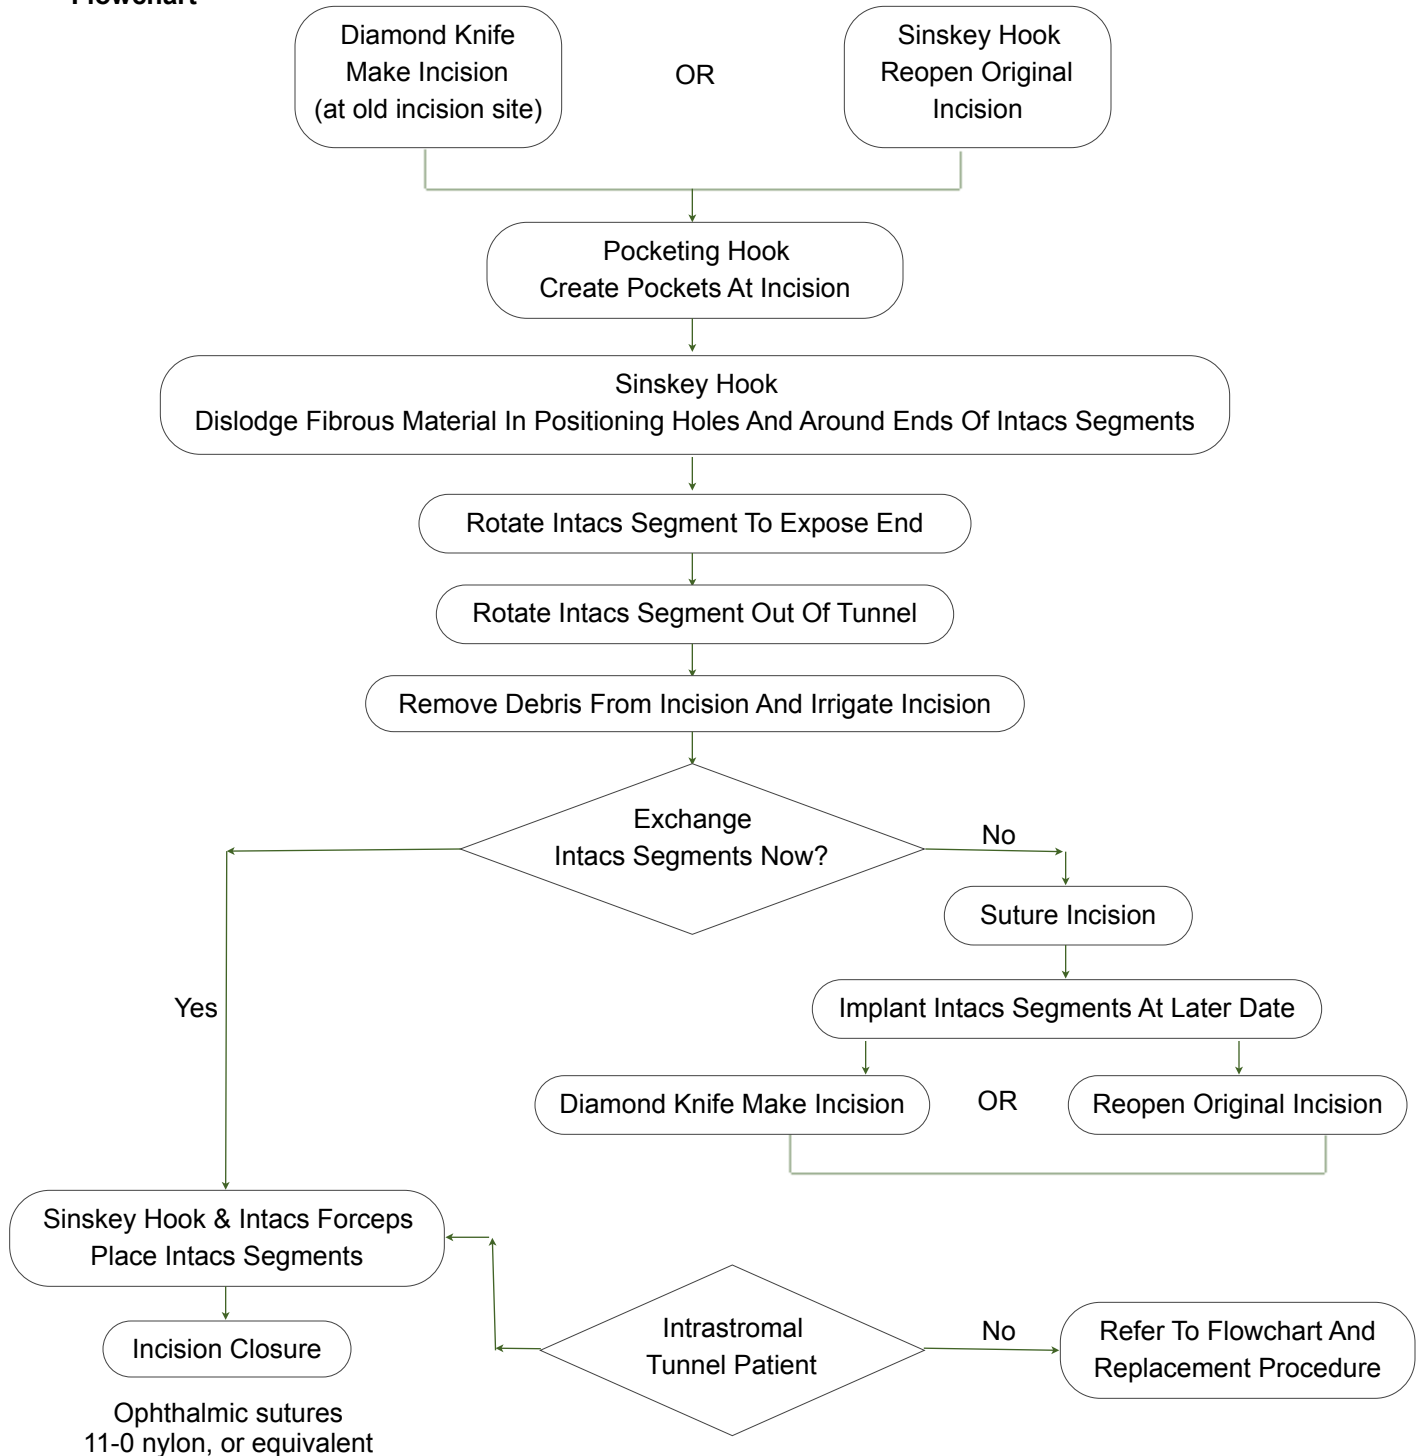 Flowchart
Diamond Knife
Make Incision
(at old incision site)
OR
Sinskey Hook
Reopen Original
Incision
Pocketing Hook
Create Pockets At Incision
Sinskey Hook
Dislodge Fibrous Material In Positioning Holes And Around Ends Of Intacs Segments
Rotate Intacs Segment To Expose End
Rotate Intacs Segment Out Of Tunnel
Remove Debris From Incision And Irrigate Incision
Exchange
Intacs Segments Now?
No
Suture Incision
Yes
Implant Intacs Segments At Later Date
Diamond Knife Make Incision
OR
Reopen Original Incision
Sinskey Hook & Intacs Forceps
Place Intacs Segments
Incision Closure
Ophthalmic sutures
11-0 nylon, or equivalent
Intrastromal
Tunnel Patient
No
Refer To Flowchart And
Replacement Procedure